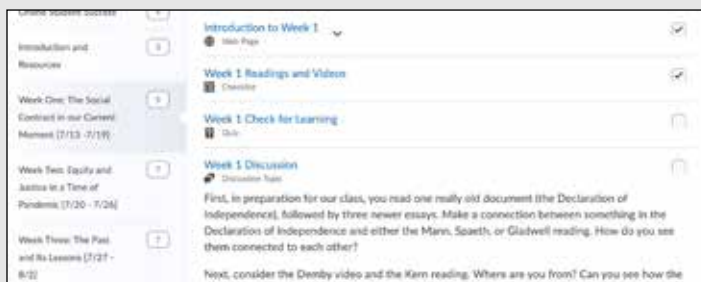 Online Student Success
Introduction and
Resources
Week One: The Social
Contract in our Current
Moment (7/13 -7/19)
Week Two: Equity and
Justice in a Time of
Pandemic (7/20 - 7/26)
7
Week Three: The Past
and Its Lessons (7/27 -
8/2)
7
Introduction to Week 1
Web Page
Week 1 Readings and Videos
Checklist
Week 1 Check for Learning
Quiz
Week 1 Discussion
Discussion Topic
First, in preparation for our class, you read one really old document (the Declaration of
Independence), followed by three newer essays. Make a connection between something in the
Declaration of Independence and either the Mann, Spaeth, or Gladwell reading. How do you see
them connected to each other?
Next, consider the Demby video and the Kern reading. Where are you from? Can you see how the